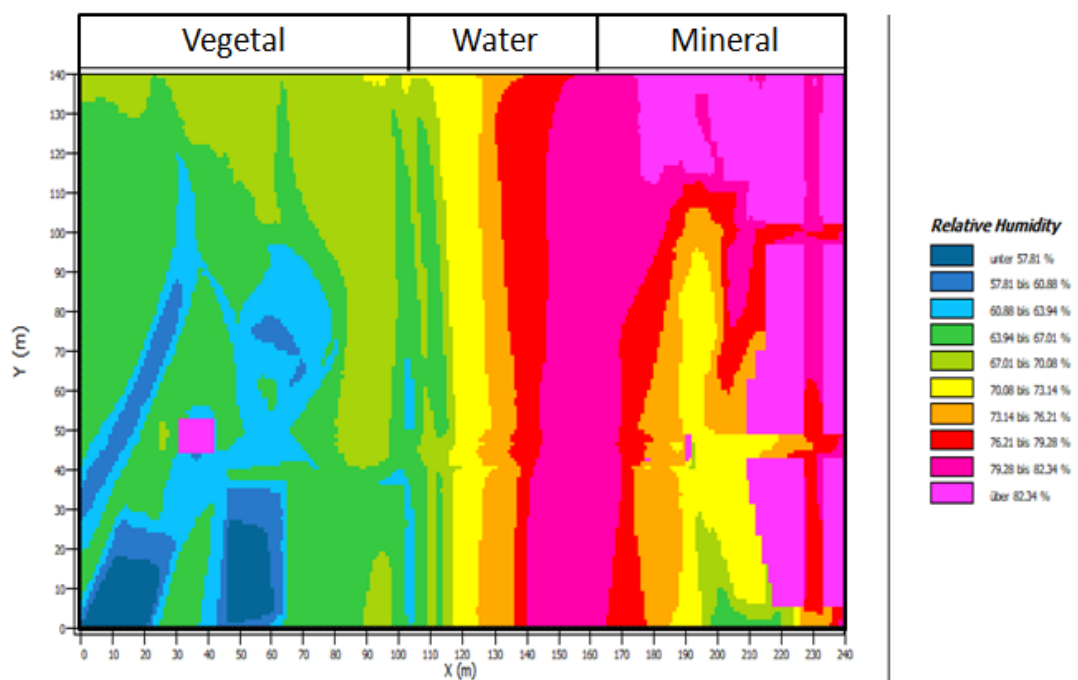 Vegetal Water Mineral
140
130
120
110
100
90
80
70
60
50
40
30
20
10
0
Y (m)
0 10 20 30 40 50 60 70 80 90 100 110 120 130 140 150 160 170 180 190 200 210 220 230 240
X (m)
Relative Humidity
unter 57.81 %
57.81 bis 60.88 %
60.88 bis 63.94 %
63.94 bis 67.01 %
67.01 bis 70.08 %
70.08 bis 73.14 %
73.14 bis 76.21 %
76.21 bis 79.28 %
79.28 bis 82.34 %
über 82.34 %